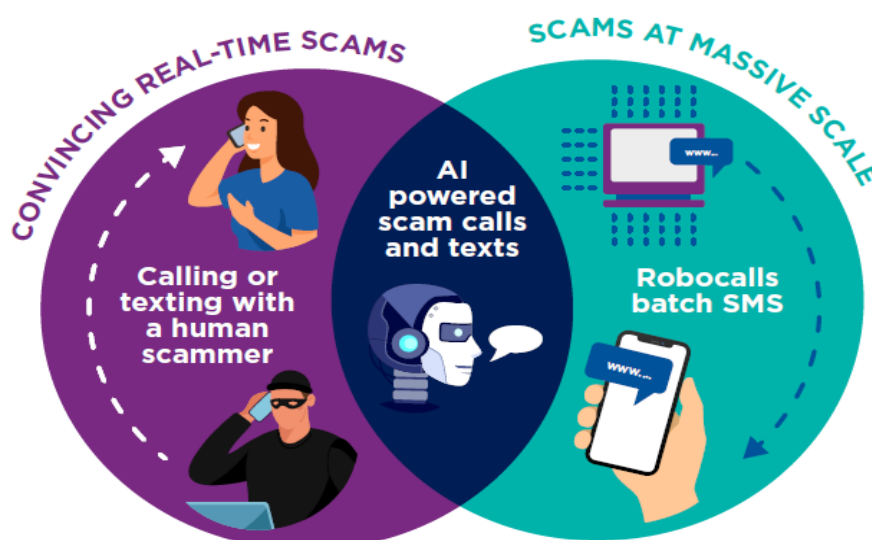 CONVINCING REAL-TIME SCAMS
SCAMS AT MASSIVE SCALE
Calling or
texting with
a human
scammer
AI
powered
scam calls
and texts
www...
Robocalls
batch SMS
www....